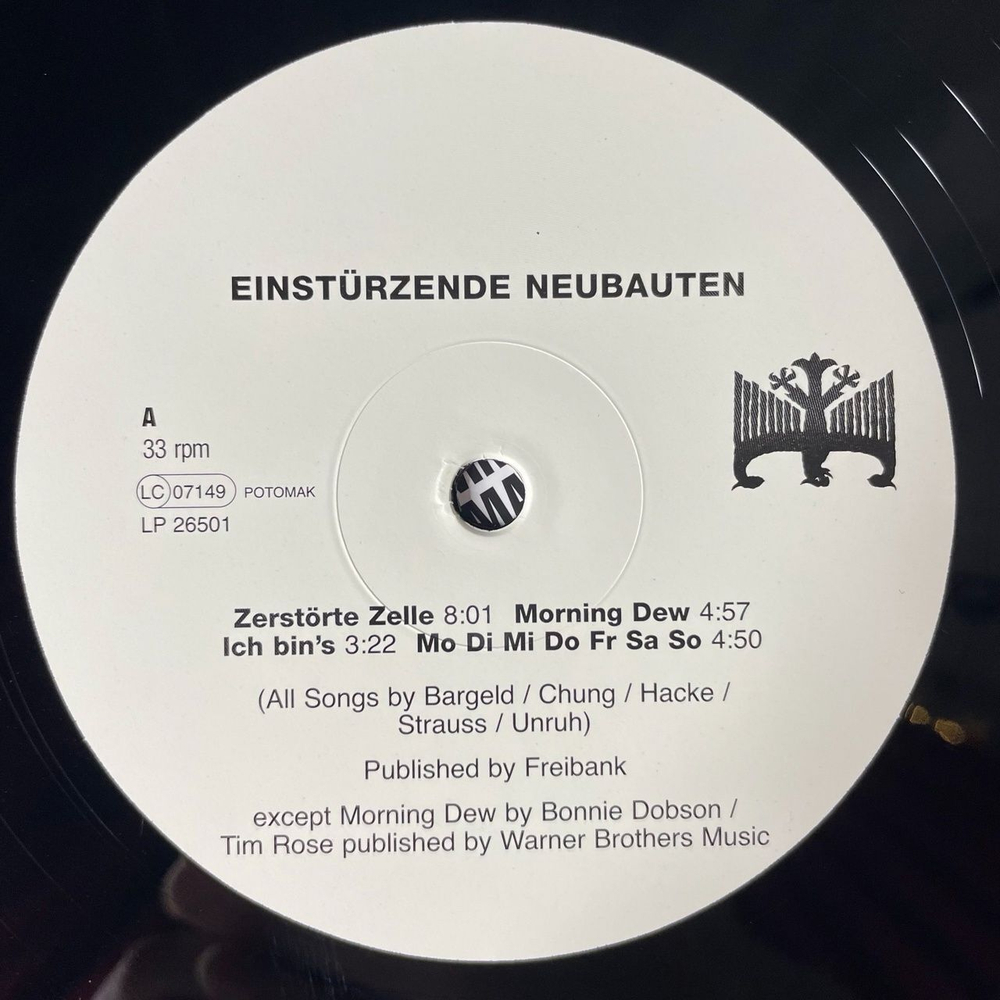 EINSTÜRZENDE NEUBAUTEN
A
33 rpm
LC 07149 POTOMAK
LP 26501
Zerstörte Zelle 8:01 Morning Dew 4:57
Ich bin's 3:22 Mo Di Mi Do Fr Sa So 4:50
(All Songs by Bargeld / Chung / Hacke /
Strauss / Unruh)
Published by Freibank
except Morning Dew by Bonnie Dobson /
Tim Rose published by Warner Brothers Music